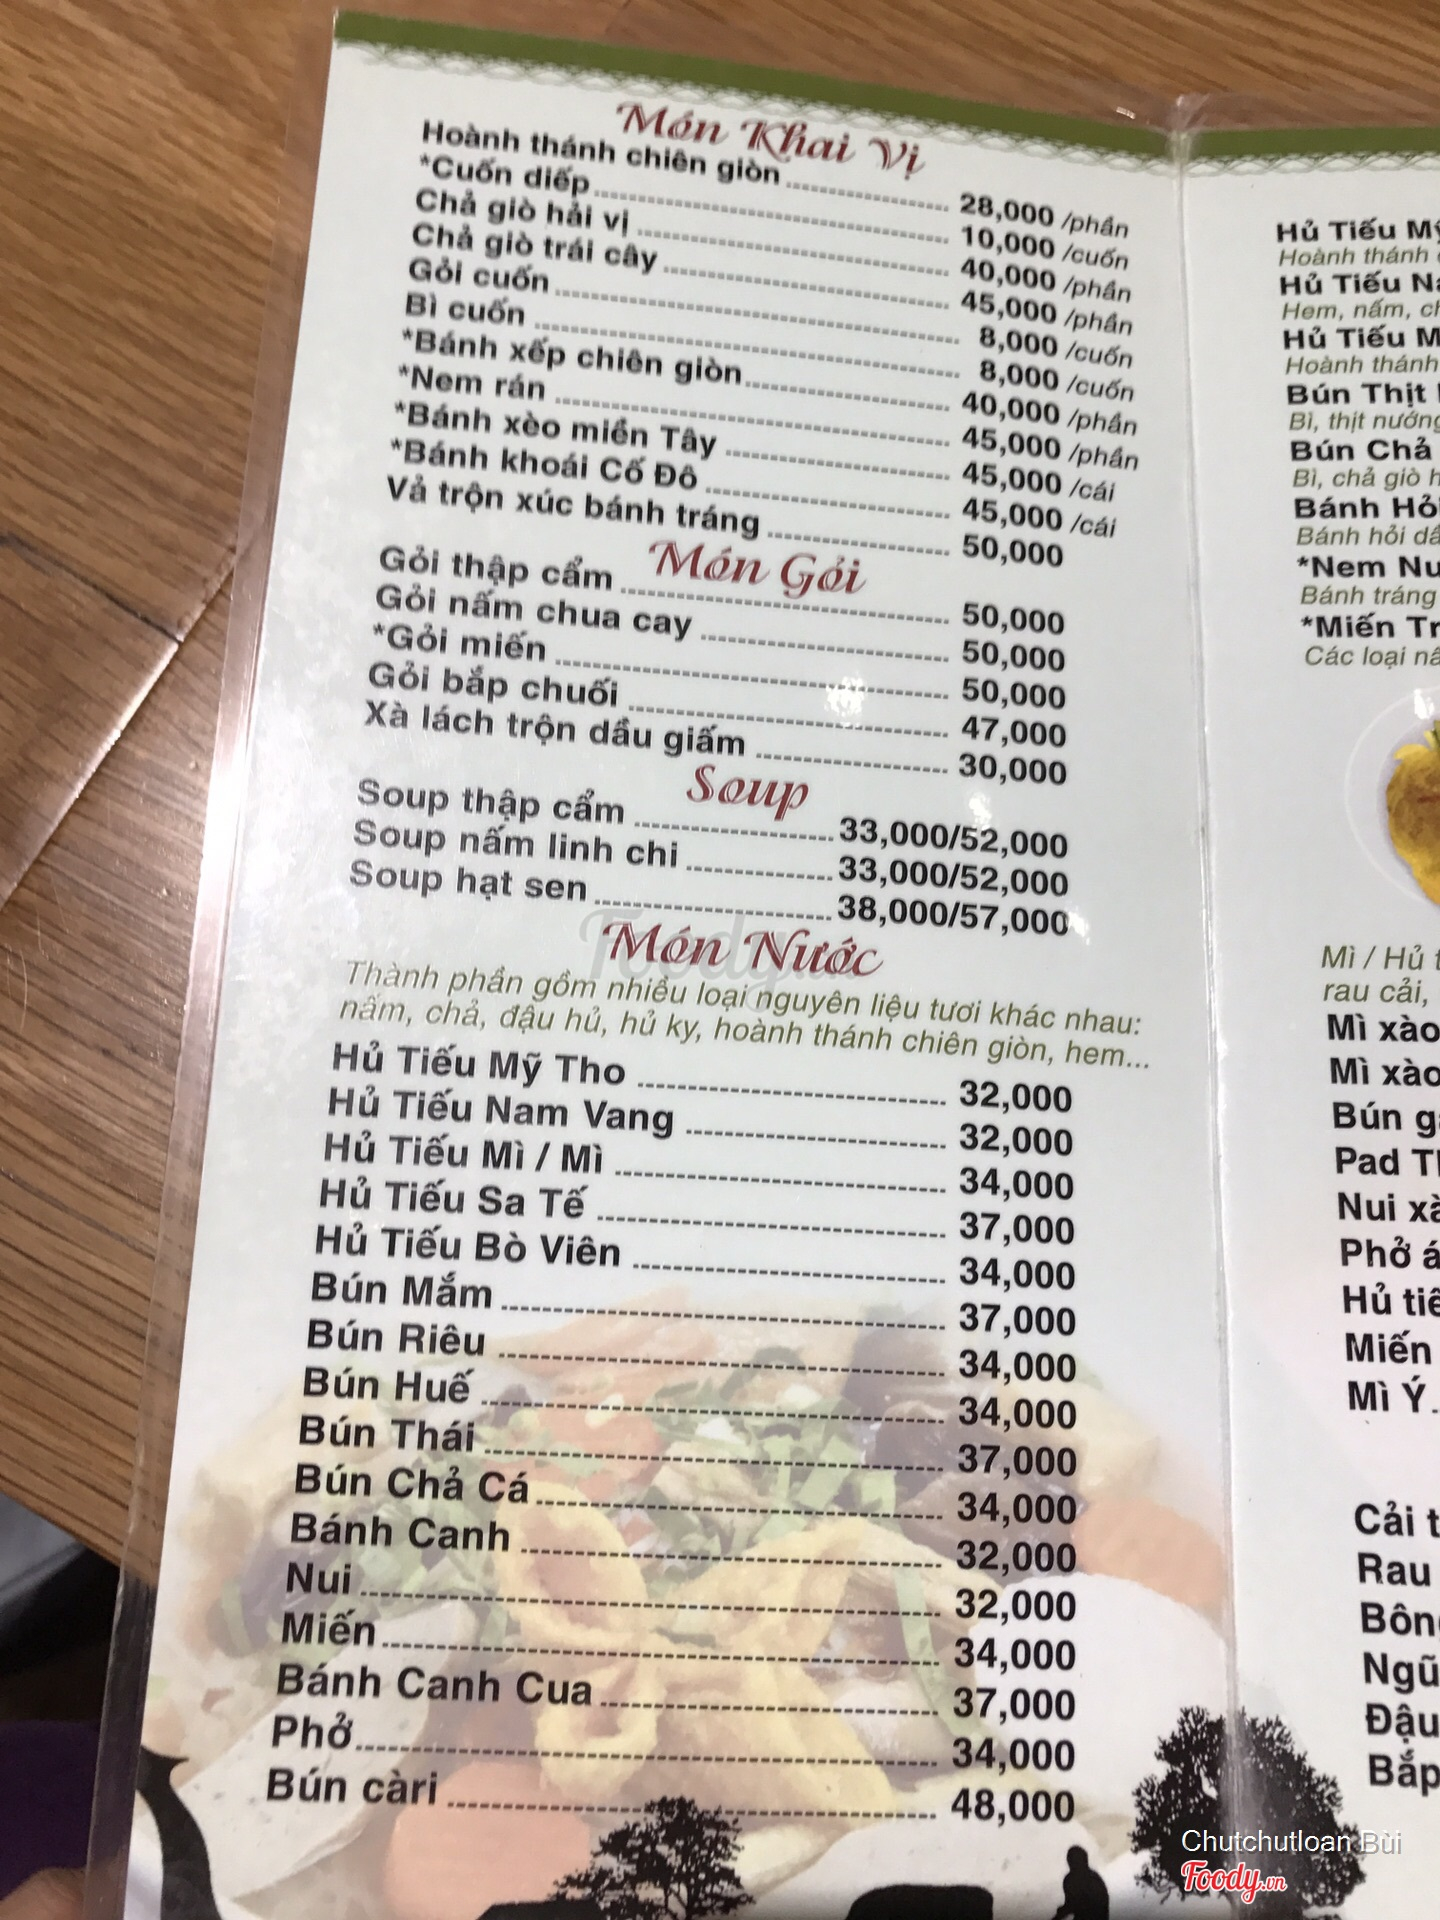 Món Khai Vị
Hoành thánh chiên giòn 28,000 /phần
*Cuốn diếp 10,000 /cuốn
Chả giò hải vị 40,000 /phần
Chả giò trái cây 45,000 /phần
Gỏi cuốn 8,000 /cuốn
Bì cuốn 8,000 /cuốn
*Bánh xếp chiên giòn 40,000 /phần
*Nem rán 45,000 /phần
*Bánh xèo miền Tây 45,000 /cái
*Bánh khoái Cố Đô 45,000 /cái
Vả trộn xúc bánh tráng 50,000
Món Gỏi
Gỏi thập cẩm 50,000
Gỏi nấm chua cay 50,000
*Gỏi miến 50,000
Gỏi bắp chuối 47,000
Xà lách trộn dầu giấm 30,000
Soup
Soup thập cẩm 33,000/52,000
Soup nấm linh chi 33,000/52,000
Soup hạt sen 38,000/57,000
Món Nước
Thành phần gồm nhiều loại nguyên liệu tươi khác nhau:
nấm, chả, đậu hủ, hủ ky, hoành thánh chiên giòn, hem...
Hủ Tiếu Mỹ Tho 32,000
Hủ Tiếu Nam Vang 32,000
Hủ Tiếu Mì / Mì 34,000
Hủ Tiếu Sa Tế 37,000
Hủ Tiếu Bò Viên 34,000
Bún Mắm 37,000
Bún Riêu 34,000
Bún Huế 34,000
Bún Thái 37,000
Bún Chả Cá 34,000
Bánh Canh 32,000
Nui 32,000
Miến 34,000
Bánh Canh Cua 37,000
Phở 34,000
Bún càri 48,000
Hủ Tiếu
Hoành thánh
Hủ Tiếu
Hem, nấm,
Hủ Tiếu
Hoành thánh
Bún Thịt
Bì, thịt nướng
Bún Chả
Bì, chả giò
Bánh Hỏi
Bánh hỏi
*Nem
Bánh tráng
*Miến
Các loại
Mì / Hủ
rau cải,
Mì xào
Mì xào
Bún
Pad
Nui
Phở
Hủ
Miến
Mì Ý
Cải
Rau
Đậu
Bắp
Foody
Chutchutloan Bùi
Foody.vn